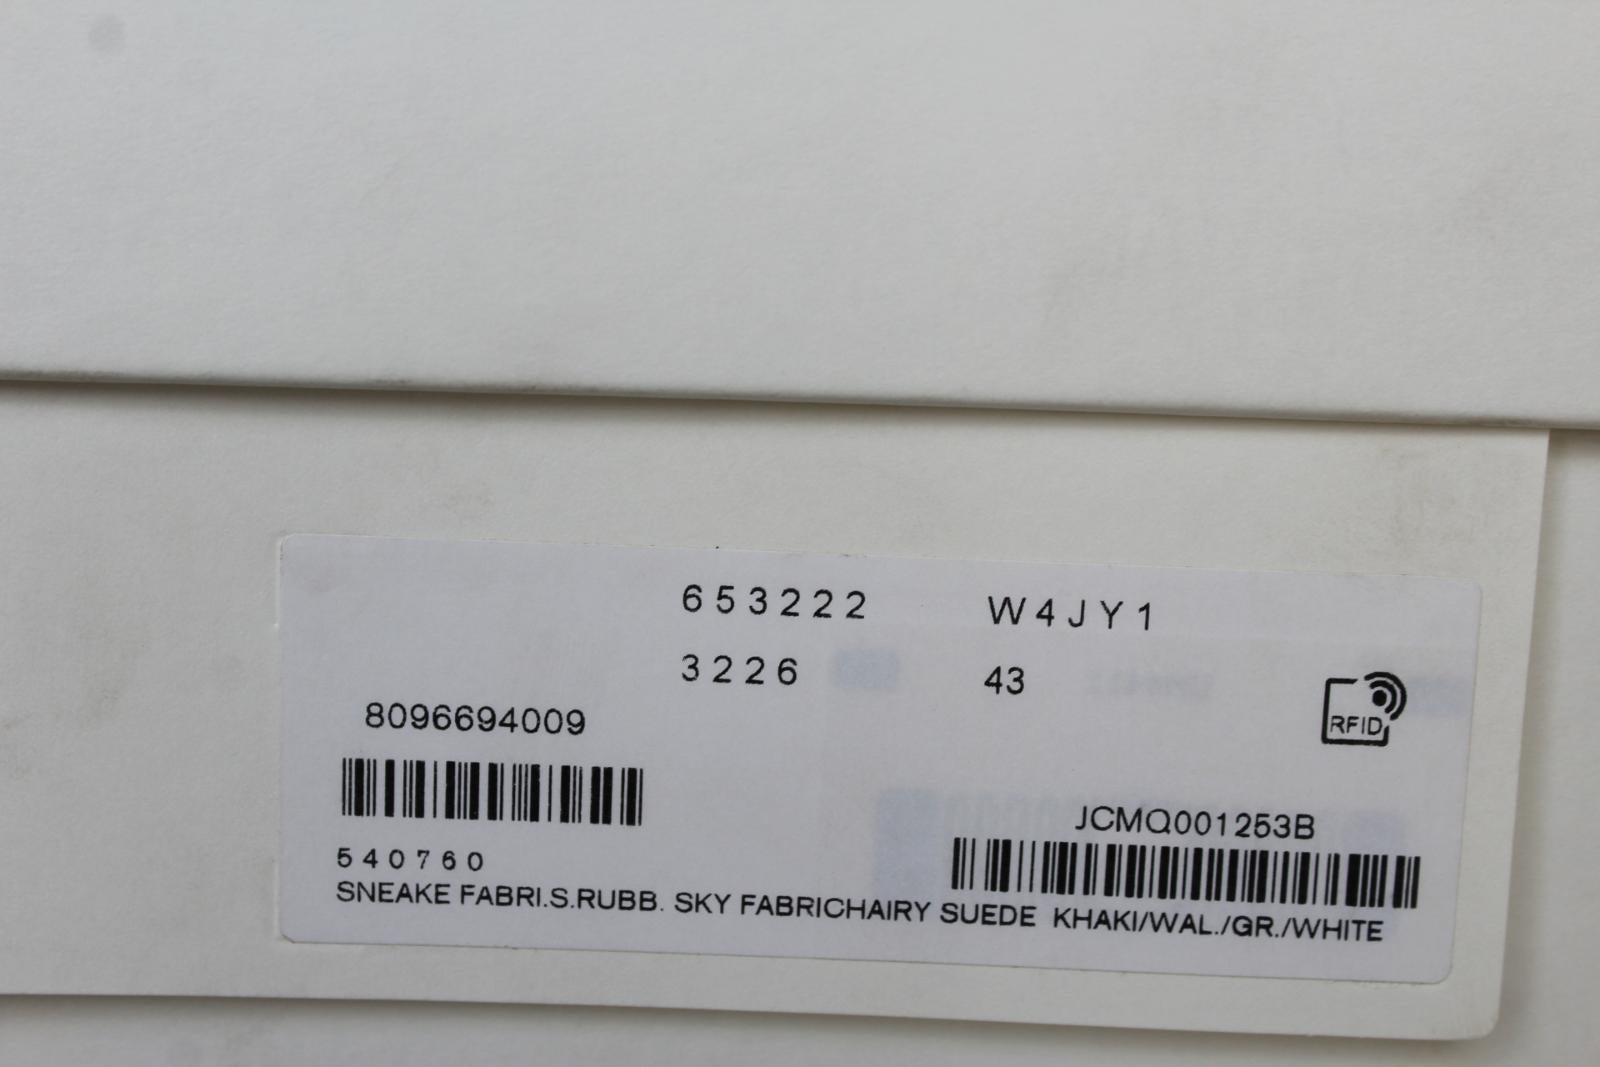 653222 W4JY1
3226 43
RFID
8096694009
JCMQ001253B
540760
SNEAKE FABRI.S.RUBB. SKY FABRICHAIRY SUEDE KHAKI/WAL./GR./WHITE